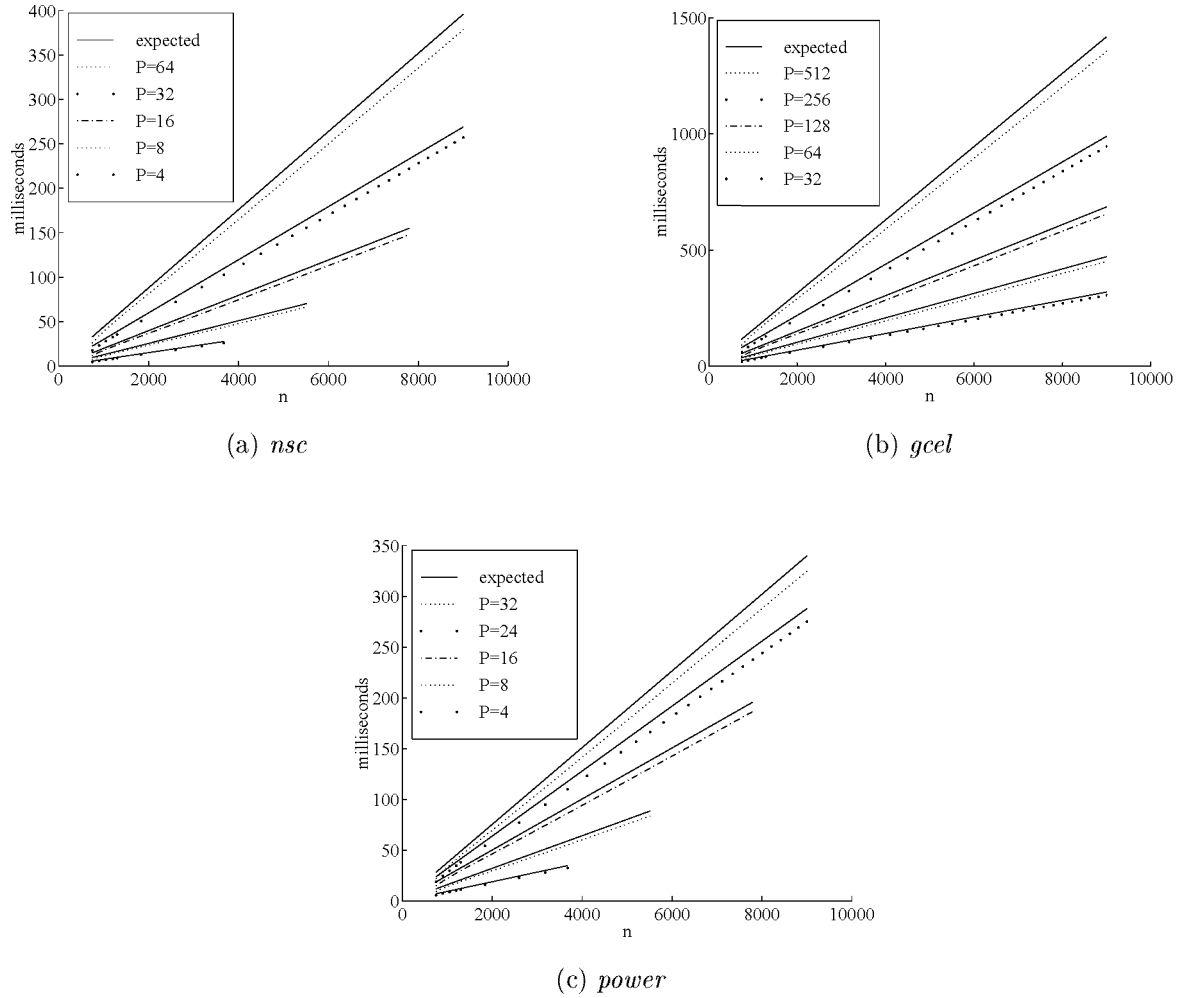 400
350
300
250
200
150
100
50
0
milliseconds
expected
P=64
P=32
P=16
P=8
P=4
0 2000 4000 6000 8000 10000
n
(a) nsc
1500
1000
500
0
milliseconds
expected
P=512
P=256
P=128
P=64
P=32
0 2000 4000 6000 8000 10000
n
(b) gcel
350
300
250
200
150
100
50
0
milliseconds
expected
P=32
P=24
P=16
P=8
P=4
0 2000 4000 6000 8000 10000
n
(c) power